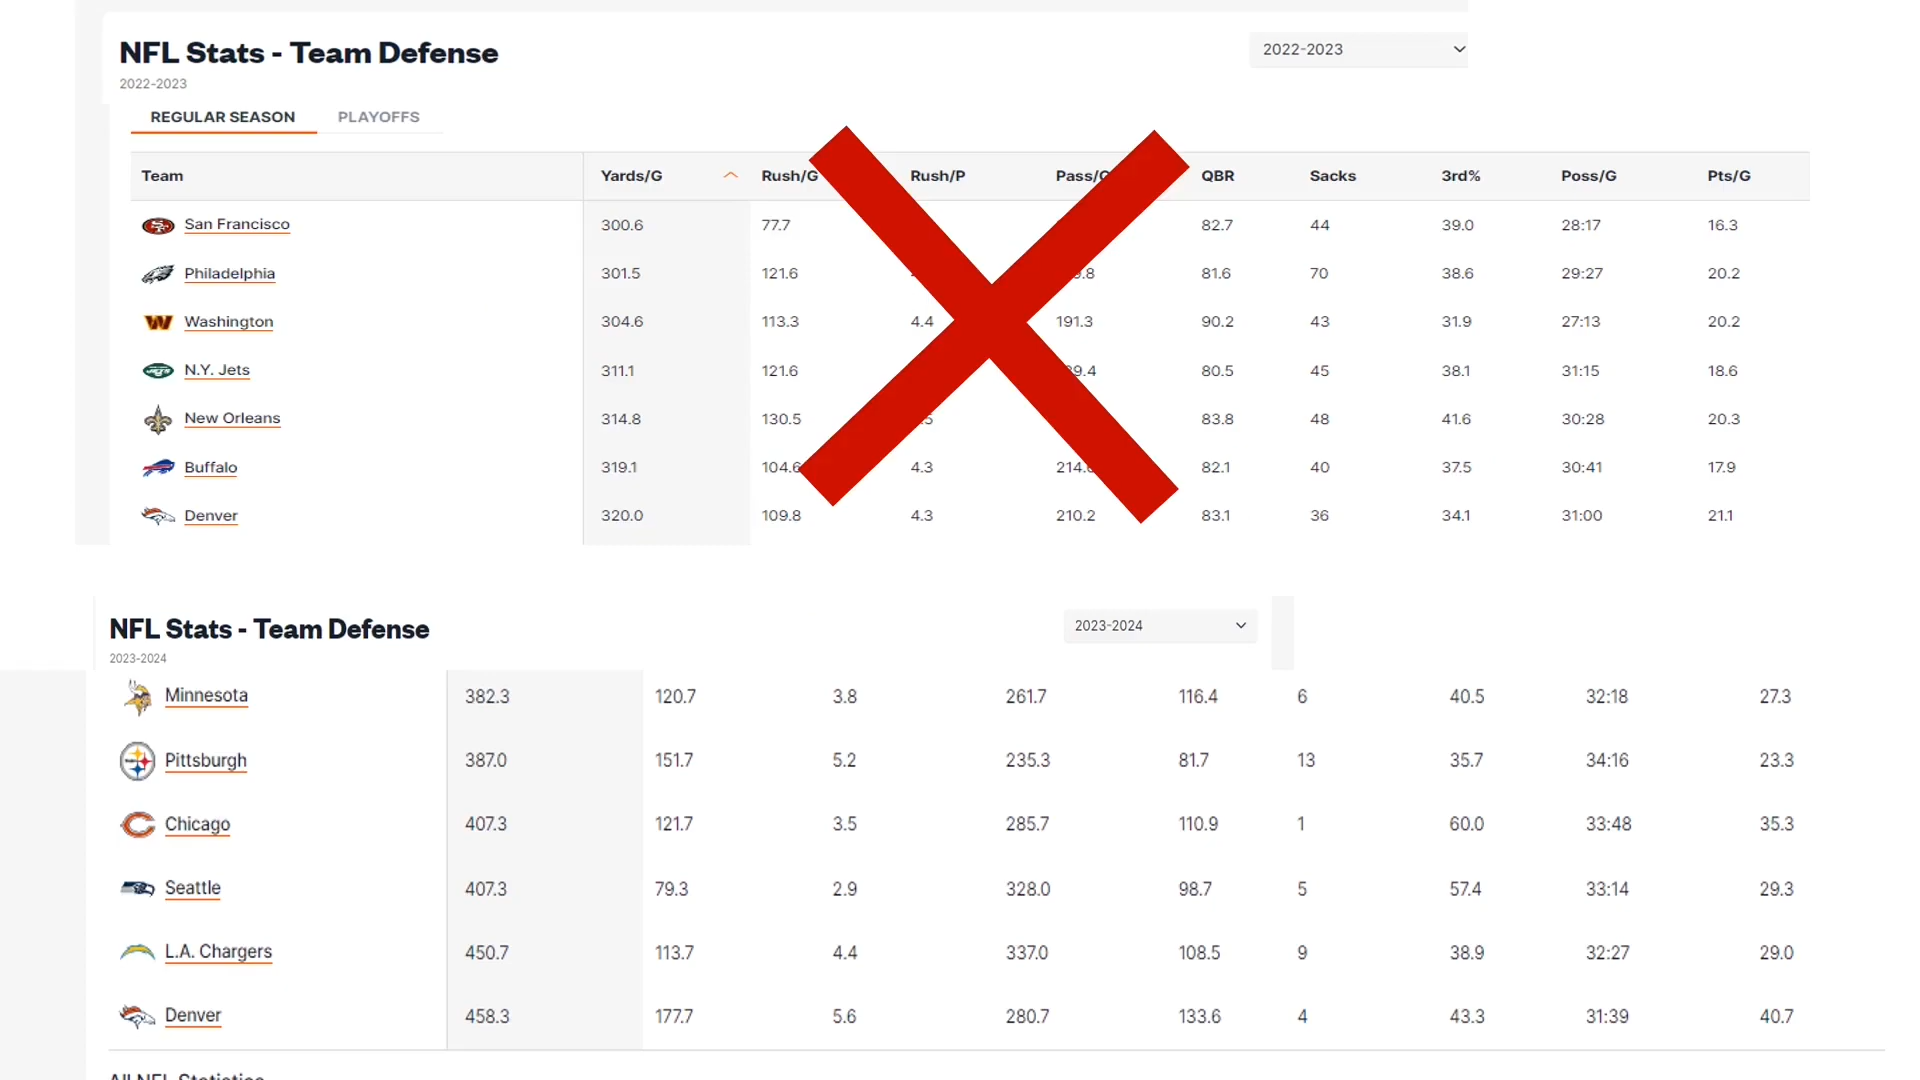 NFL Stats - Team Defense 2022-2023
2022-2023
REGULAR SEASON PLAYOFFS
Team Yards/G Rush/G Rush/P QBR Sacks 3rd% Poss/G Pts/G
San Francisco 300.6 77.7 82.7 44 39.0 28:17 16.3
Philadelphia 301.5 121.6 81.6 70 38.6 29:27 20.2
Washington 304.6 113.3 4.4 191.3 90.2 43 31.9 27:13 20.2
N.Y. Jets 311.1 121.6 80.5 45 38.1 31:15 18.6
New Orleans 314.8 130.5 83.8 48 41.6 30:28 20.3
Buffalo 319.1 104.6 4.3 82.1 40 37.5 30:41 17.9
Denver 320.0 109.8 4.3 210.2 83.1 36 34.1 31:00 21.1
NFL Stats - Team Defense 2023-2024
2023-2024
Minnesota 382.3 120.7 3.8 261.7 116.4 6 40.5 32:18 27.3
Pittsburgh 387.0 151.7 5.2 235.3 81.7 13 35.7 34:16 23.3
Chicago 407.3 121.7 3.5 285.7 110.9 1 60.0 33:48 35.3
Seattle 407.3 79.3 2.9 328.0 98.7 5 57.4 33:14 29.3
L.A. Chargers 450.7 113.7 4.4 337.0 108.5 9 38.9 32:27 29.0
Denver 458.3 177.7 5.6 280.7 133.6 4 43.3 31:39 40.7
All NFL Statistics